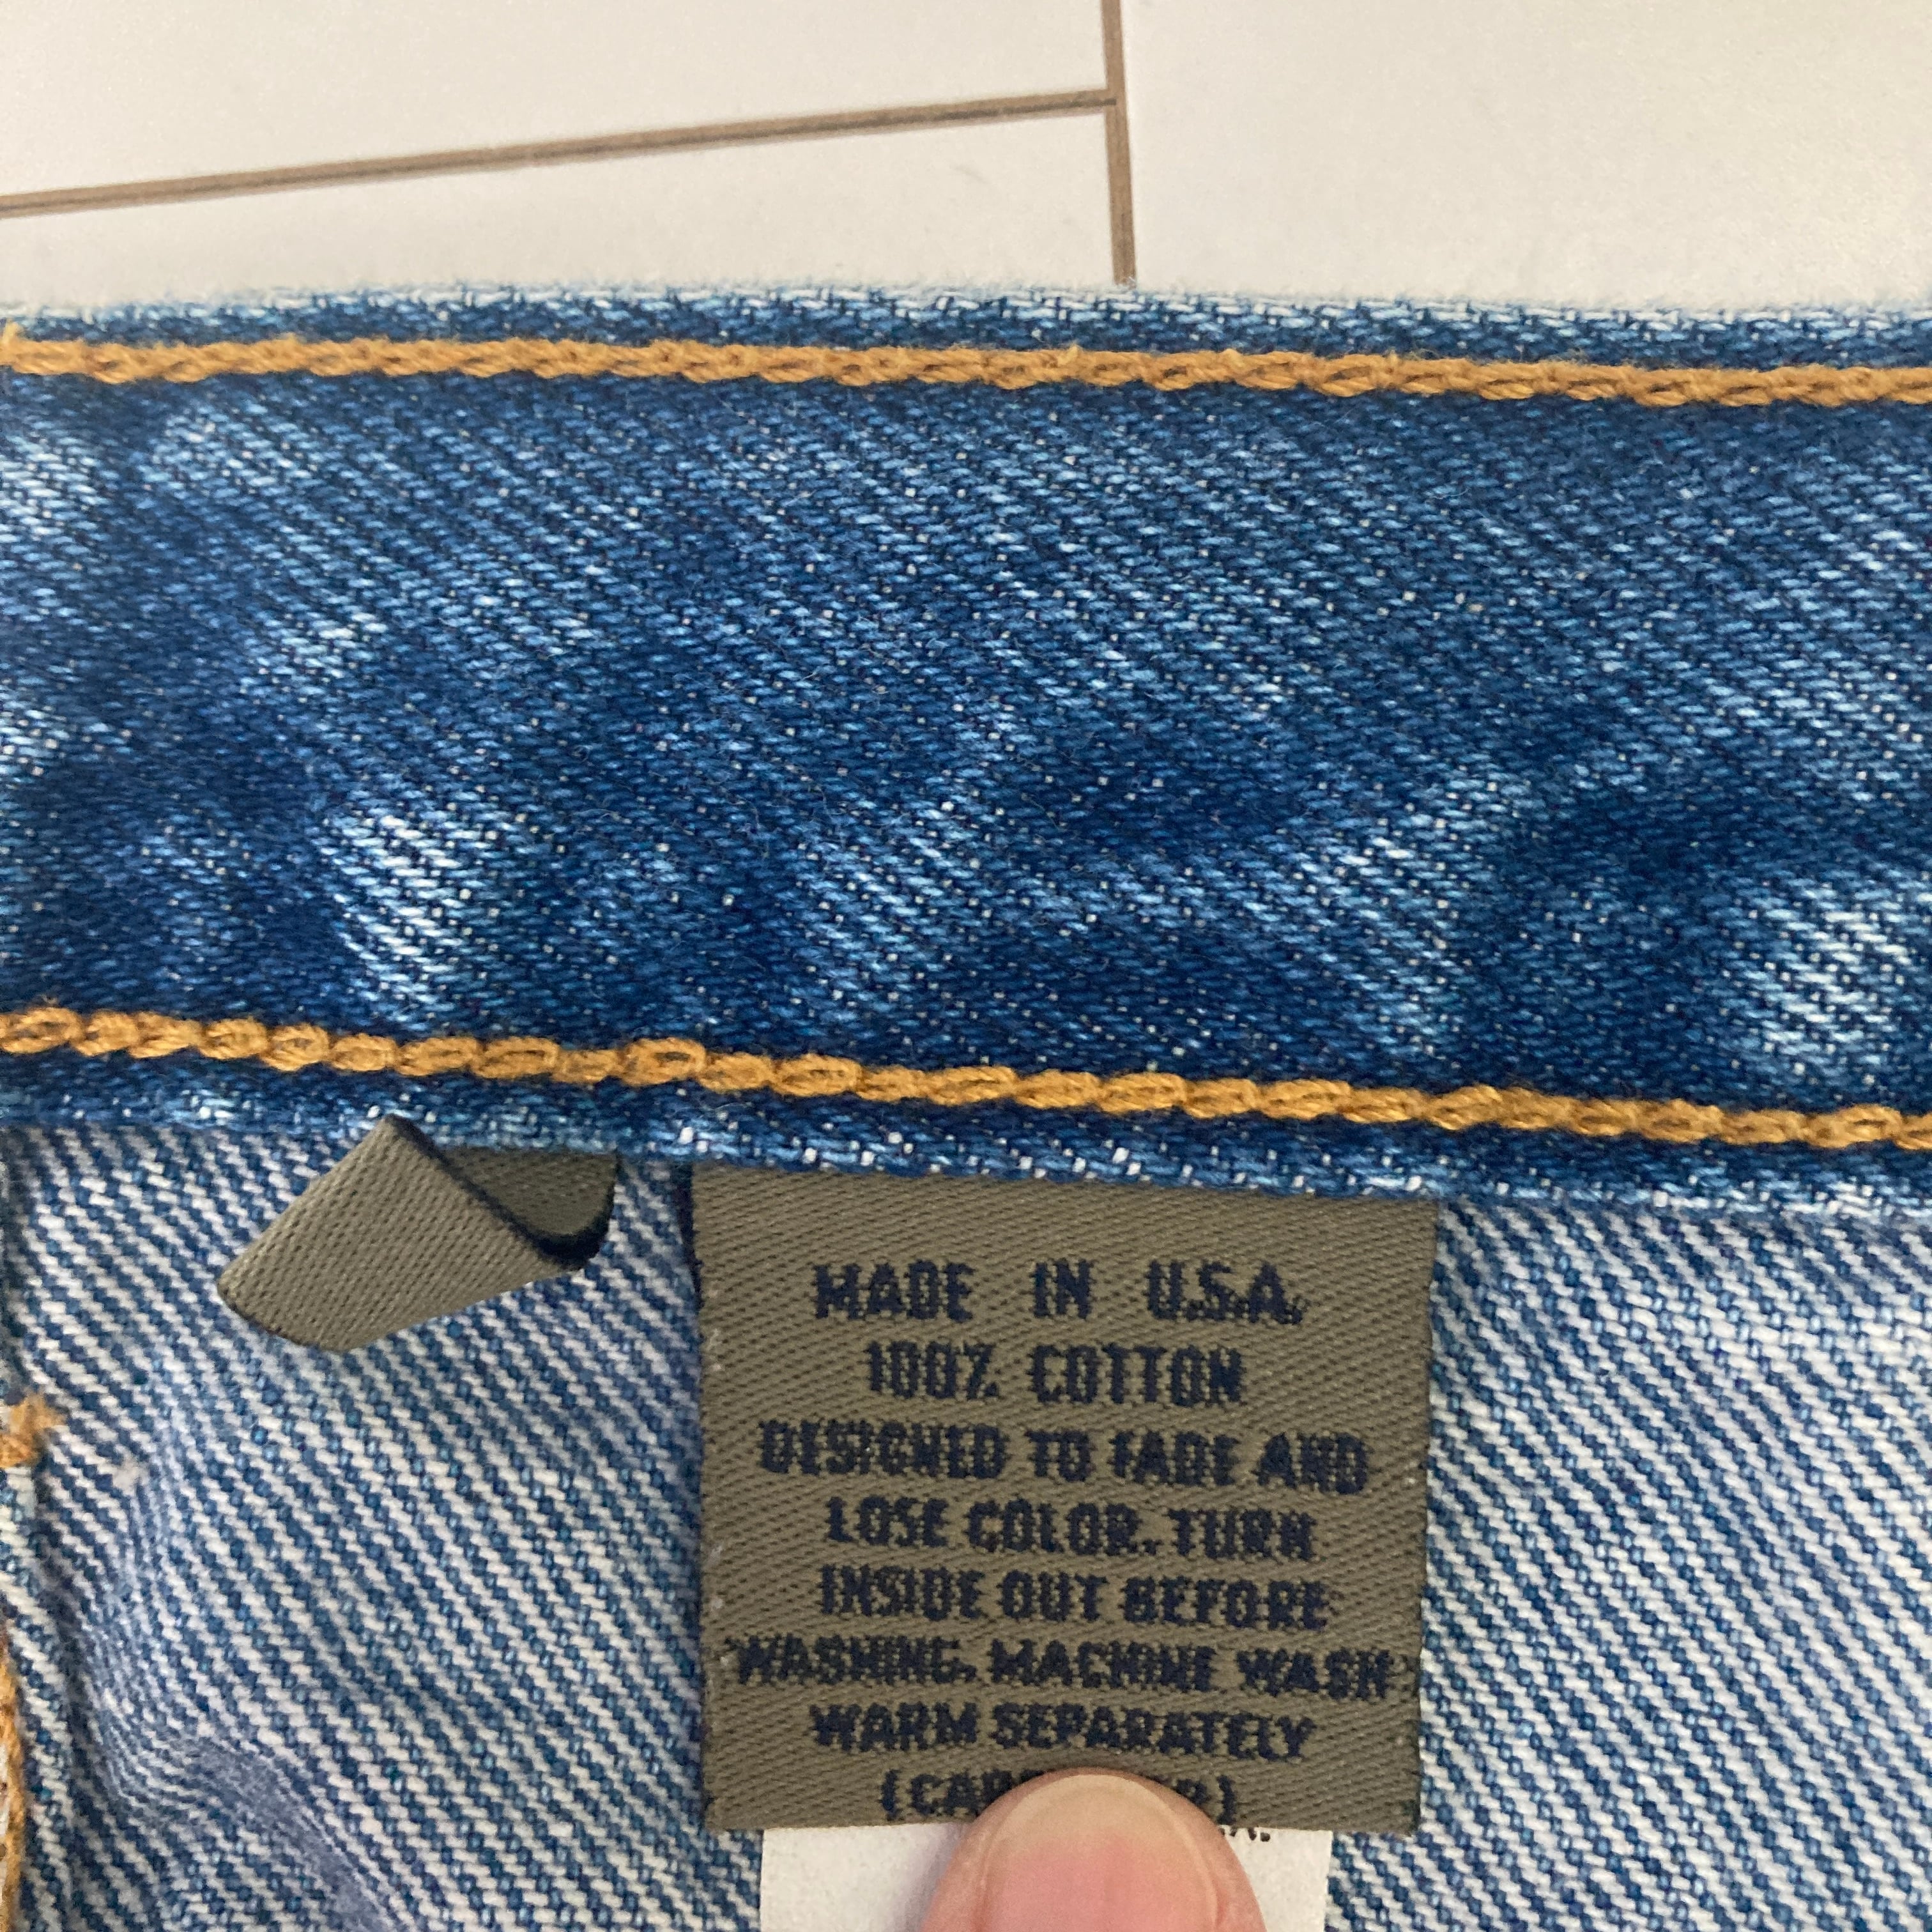 MADE IN U.S.A.
100% COTTON
DESIGNED TO FADE AND
LOSE COLOR. TURN
INSIDE OUT BEFORE
WASHING. MACHINE WASH
WARM SEPARATELY